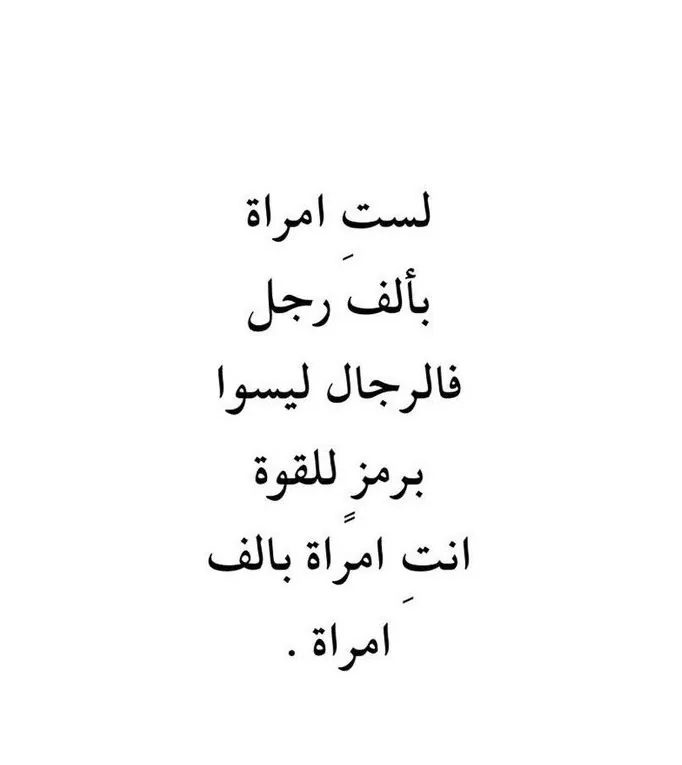 لستِ امراة
بألف رجل
فالرجال ليسوا
برمزٍ للقوة
انتِ امراة بالف
امراة .